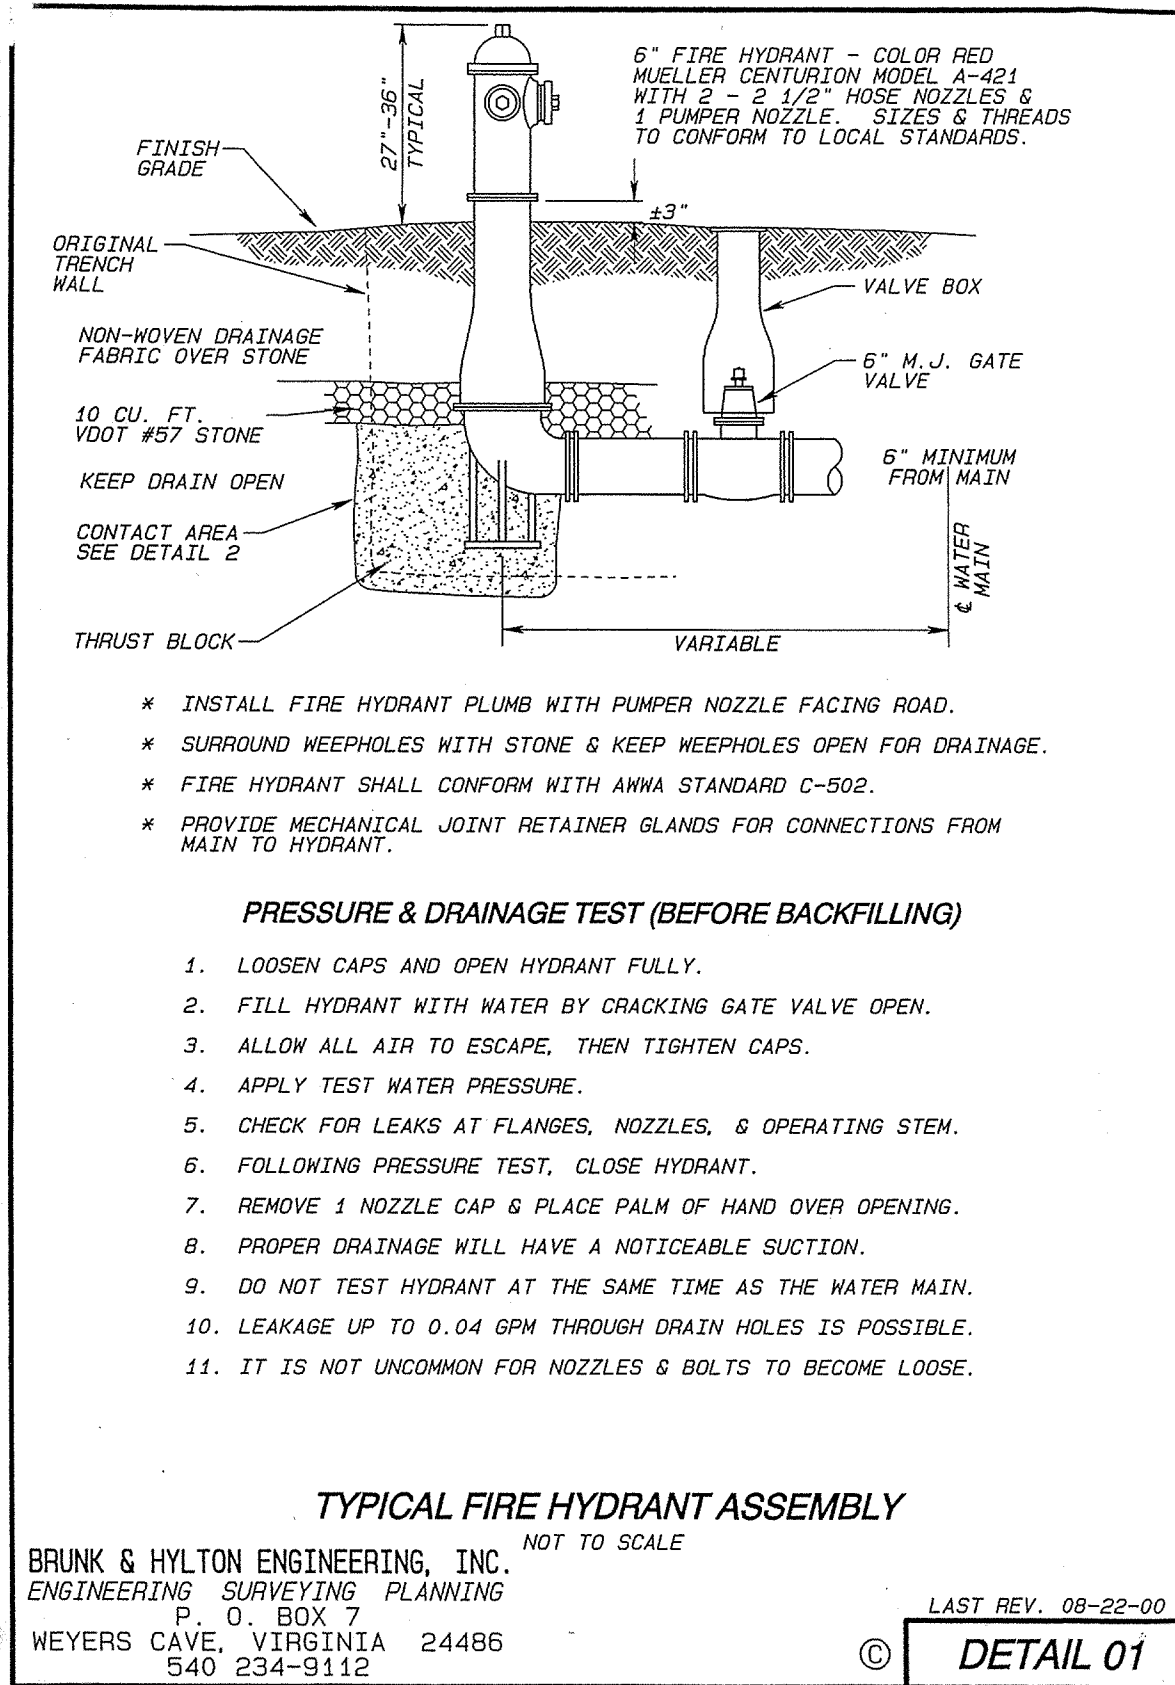 6" FIRE HYDRANT - COLOR RED
MUELLER CENTURION MODEL A-421
WITH 2 - 2 1/2" HOSE NOZZLES &
1 PUMPER NOZZLE. SIZES & THREADS
TO CONFORM TO LOCAL STANDARDS.
27"-36"
TYPICAL
FINISH
GRADE
±3"
ORIGINAL
TRENCH
WALL
VALVE BOX
NON-WOVEN DRAINAGE
FABRIC OVER STONE
6" M.J. GATE
VALVE
10 CU. FT.
VDOT #57 STONE
6" MINIMUM
FROM MAIN
KEEP DRAIN OPEN
CONTACT AREA
SEE DETAIL 2
℄ WATER
MAIN
THRUST BLOCK
VARIABLE
* INSTALL FIRE HYDRANT PLUMB WITH PUMPER NOZZLE FACING ROAD.
* SURROUND WEEPHOLES WITH STONE & KEEP WEEPHOLES OPEN FOR DRAINAGE.
* FIRE HYDRANT SHALL CONFORM WITH AWWA STANDARD C-502.
* PROVIDE MECHANICAL JOINT RETAINER GLANDS FOR CONNECTIONS FROM
MAIN TO HYDRANT.
PRESSURE & DRAINAGE TEST (BEFORE BACKFILLING)
1. LOOSEN CAPS AND OPEN HYDRANT FULLY.
2. FILL HYDRANT WITH WATER BY CRACKING GATE VALVE OPEN.
3. ALLOW ALL AIR TO ESCAPE, THEN TIGHTEN CAPS.
4. APPLY TEST WATER PRESSURE.
5. CHECK FOR LEAKS AT FLANGES, NOZZLES, & OPERATING STEM.
6. FOLLOWING PRESSURE TEST, CLOSE HYDRANT.
7. REMOVE 1 NOZZLE CAP & PLACE PALM OF HAND OVER OPENING.
8. PROPER DRAINAGE WILL HAVE A NOTICEABLE SUCTION.
9. DO NOT TEST HYDRANT AT THE SAME TIME AS THE WATER MAIN.
10. LEAKAGE UP TO 0.04 GPM THROUGH DRAIN HOLES IS POSSIBLE.
11. IT IS NOT UNCOMMON FOR NOZZLES & BOLTS TO BECOME LOOSE.
TYPICAL FIRE HYDRANT ASSEMBLY
NOT TO SCALE
BRUNK & HYLTON ENGINEERING, INC.
ENGINEERING SURVEYING PLANNING
P. O. BOX 7
WEYERS CAVE, VIRGINIA 24486
540 234-9112
LAST REV. 08-22-00
© DETAIL 01